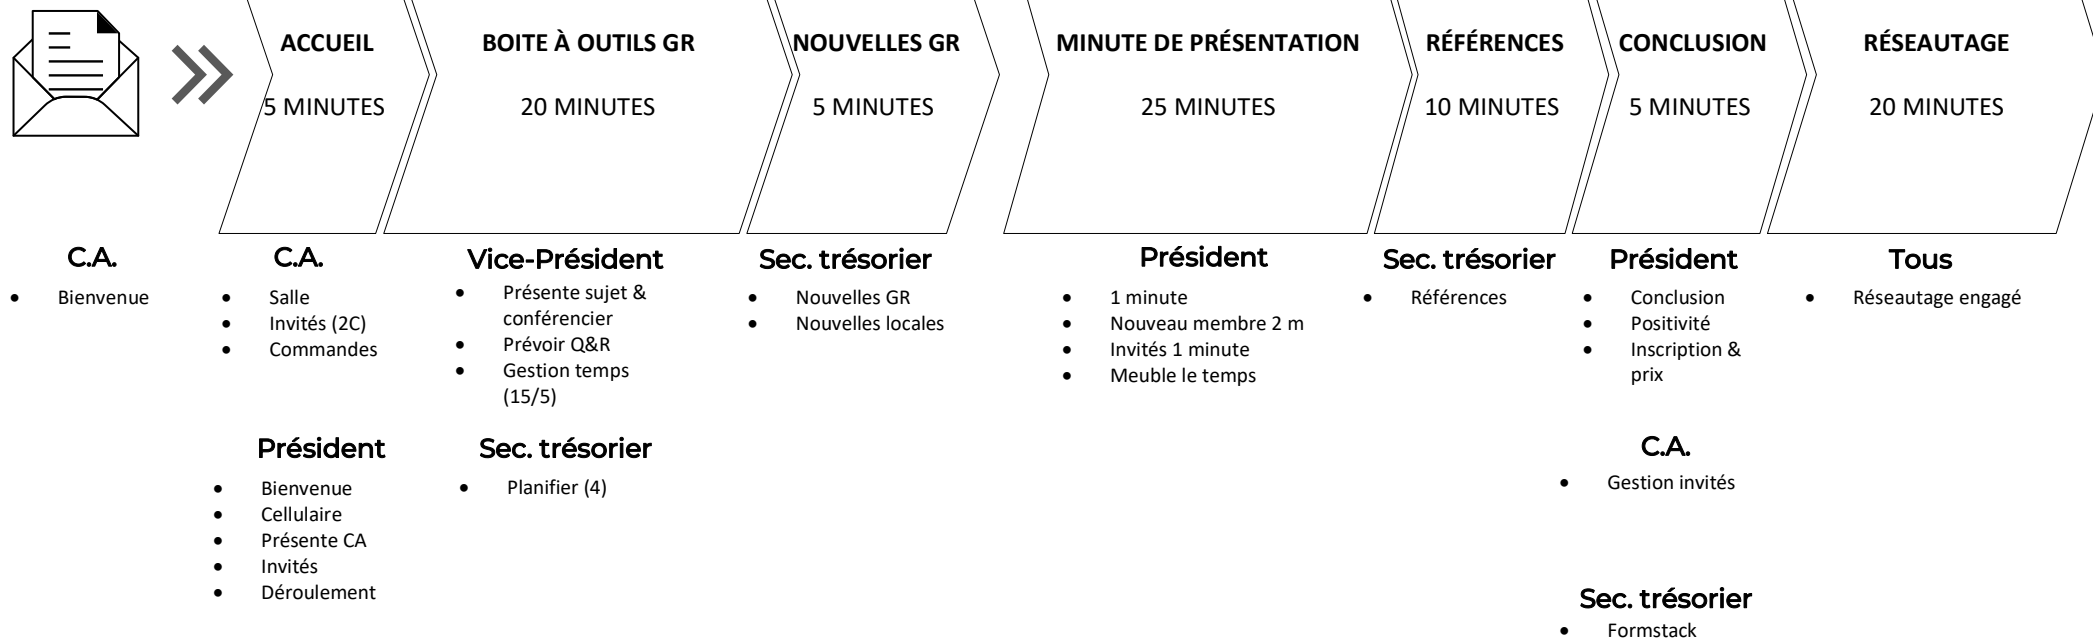 ACCUEIL
5 MINUTES
BOITE À OUTILS GR
20 MINUTES
NOUVELLES GR
5 MINUTES
MINUTE DE PRÉSENTATION
25 MINUTES
RÉFÉRENCES
10 MINUTES
CONCLUSION
5 MINUTES
RÉSEAUTAGE
20 MINUTES
C.A.
• Bienvenue
C.A.
• Salle
• Invités (2C)
• Commandes
Président
• Bienvenue
• Cellulaire
• Présente CA
• Invités
• Déroulement
Vice-Président
• Présente sujet &
conférencier
• Prévoir Q&R
• Gestion temps
(15/5)
Sec. trésorier
• Planifier (4)
Sec. trésorier
• Nouvelles GR
• Nouvelles locales
Président
• 1 minute
• Nouveau membre 2 m
• Invités 1 minute
• Meuble le temps
Sec. trésorier
• Références
Président
• Conclusion
• Positivité
• Inscription &
prix
C.A.
• Gestion invités
Sec. trésorier
• Formstack
Tous
• Réseautage engagé